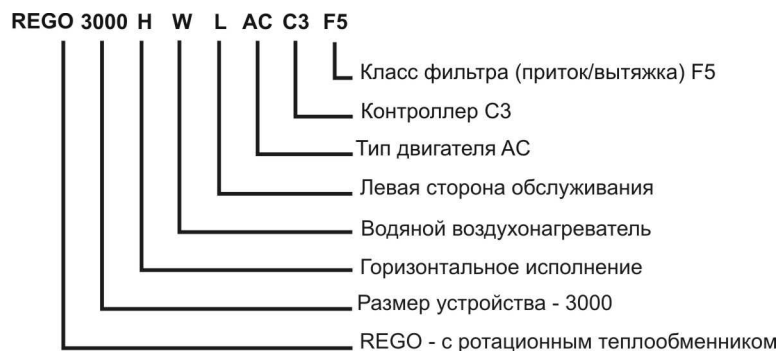 REGO 3000 H W L AC C3 F5
Класс фильтра (приток/вытяжка) F5
Контроллер C3
Тип двигателя AC
Левая сторона обслуживания
Водяной воздухонагреватель
Горизонтальное исполнение
Размер устройства - 3000
REGO - с ротационным теплообменником